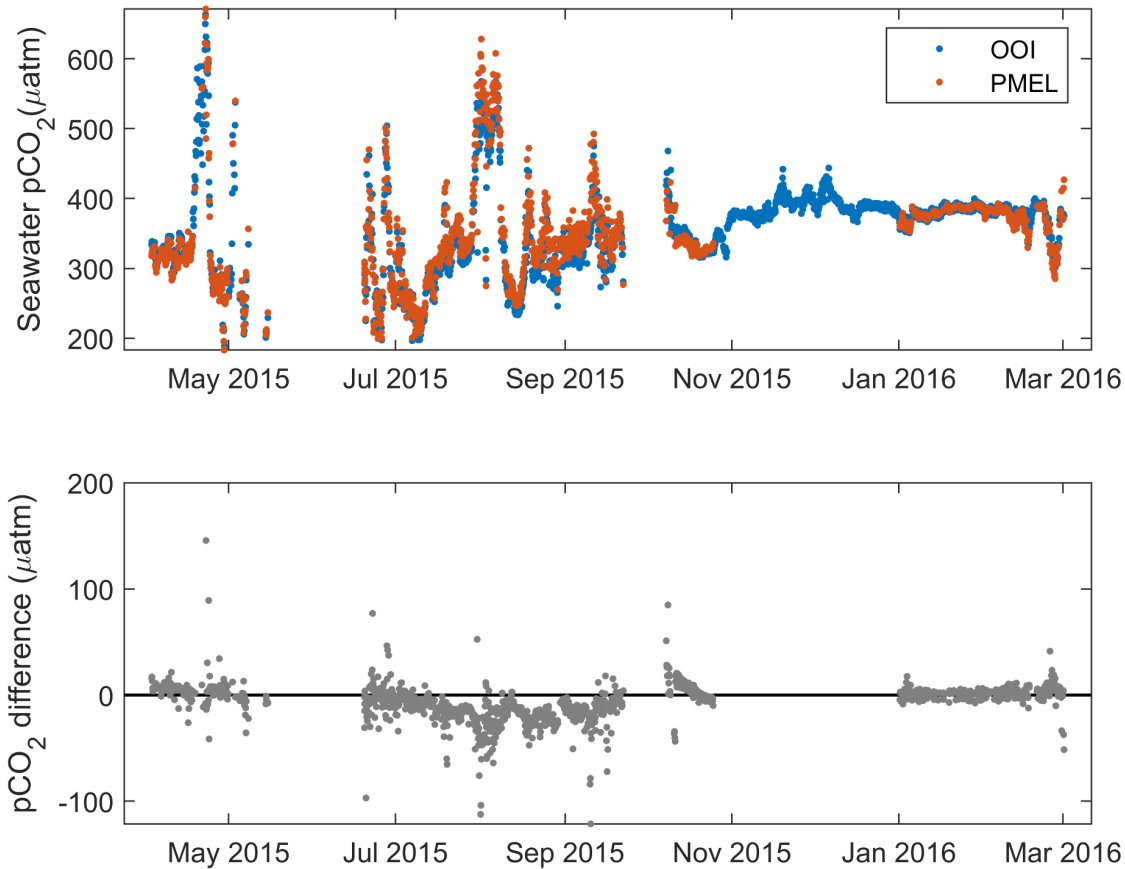 Seawater pCO₂(μatm)
600
500
400
300
200
OOI
PMEL
May 2015 Jul 2015 Sep 2015 Nov 2015 Jan 2016 Mar 2016
pCO₂ difference (μatm)
200
100
0
-100
May 2015 Jul 2015 Sep 2015 Nov 2015 Jan 2016 Mar 2016